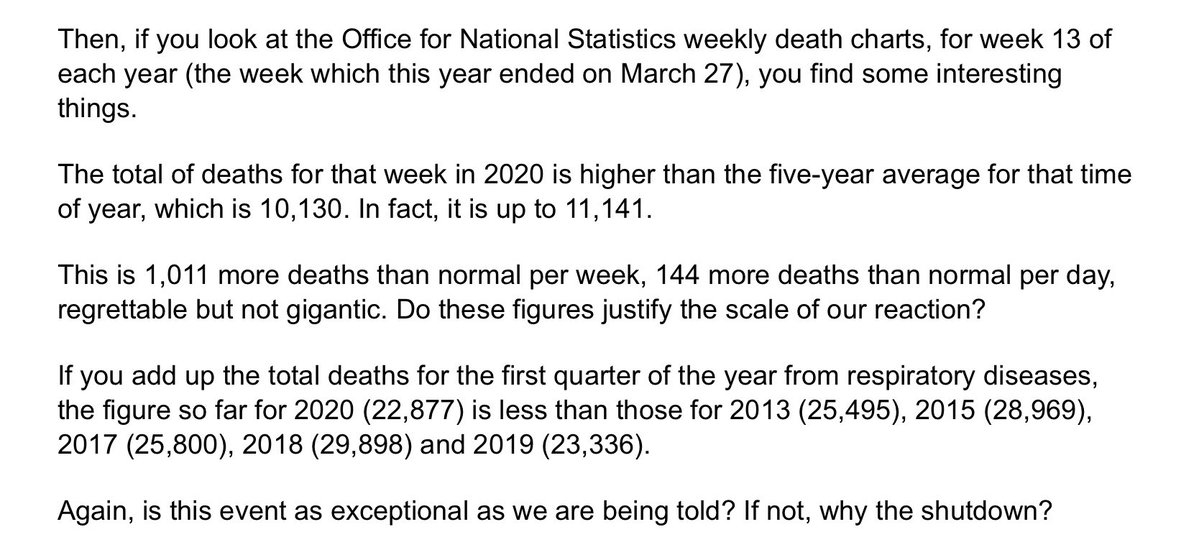 Then, if you look at the Office for National Statistics weekly death charts, for week 13 of
each year (the week which this year ended on March 27), you find some interesting
things.
The total of deaths for that week in 2020 is higher than the five-year average for that time
of year, which is 10,130. In fact, it is up to 11,141.
This is 1,011 more deaths than normal per week, 144 more deaths than normal per day,
regrettable but not gigantic. Do these figures justify the scale of our reaction?
If you add up the total deaths for the first quarter of the year from respiratory diseases,
the figure so far for 2020 (22,877) is less than those for 2013 (25,495), 2015 (28,969),
2017 (25,800), 2018 (29,898) and 2019 (23,336).
Again, is this event as exceptional as we are being told? If not, why the shutdown?